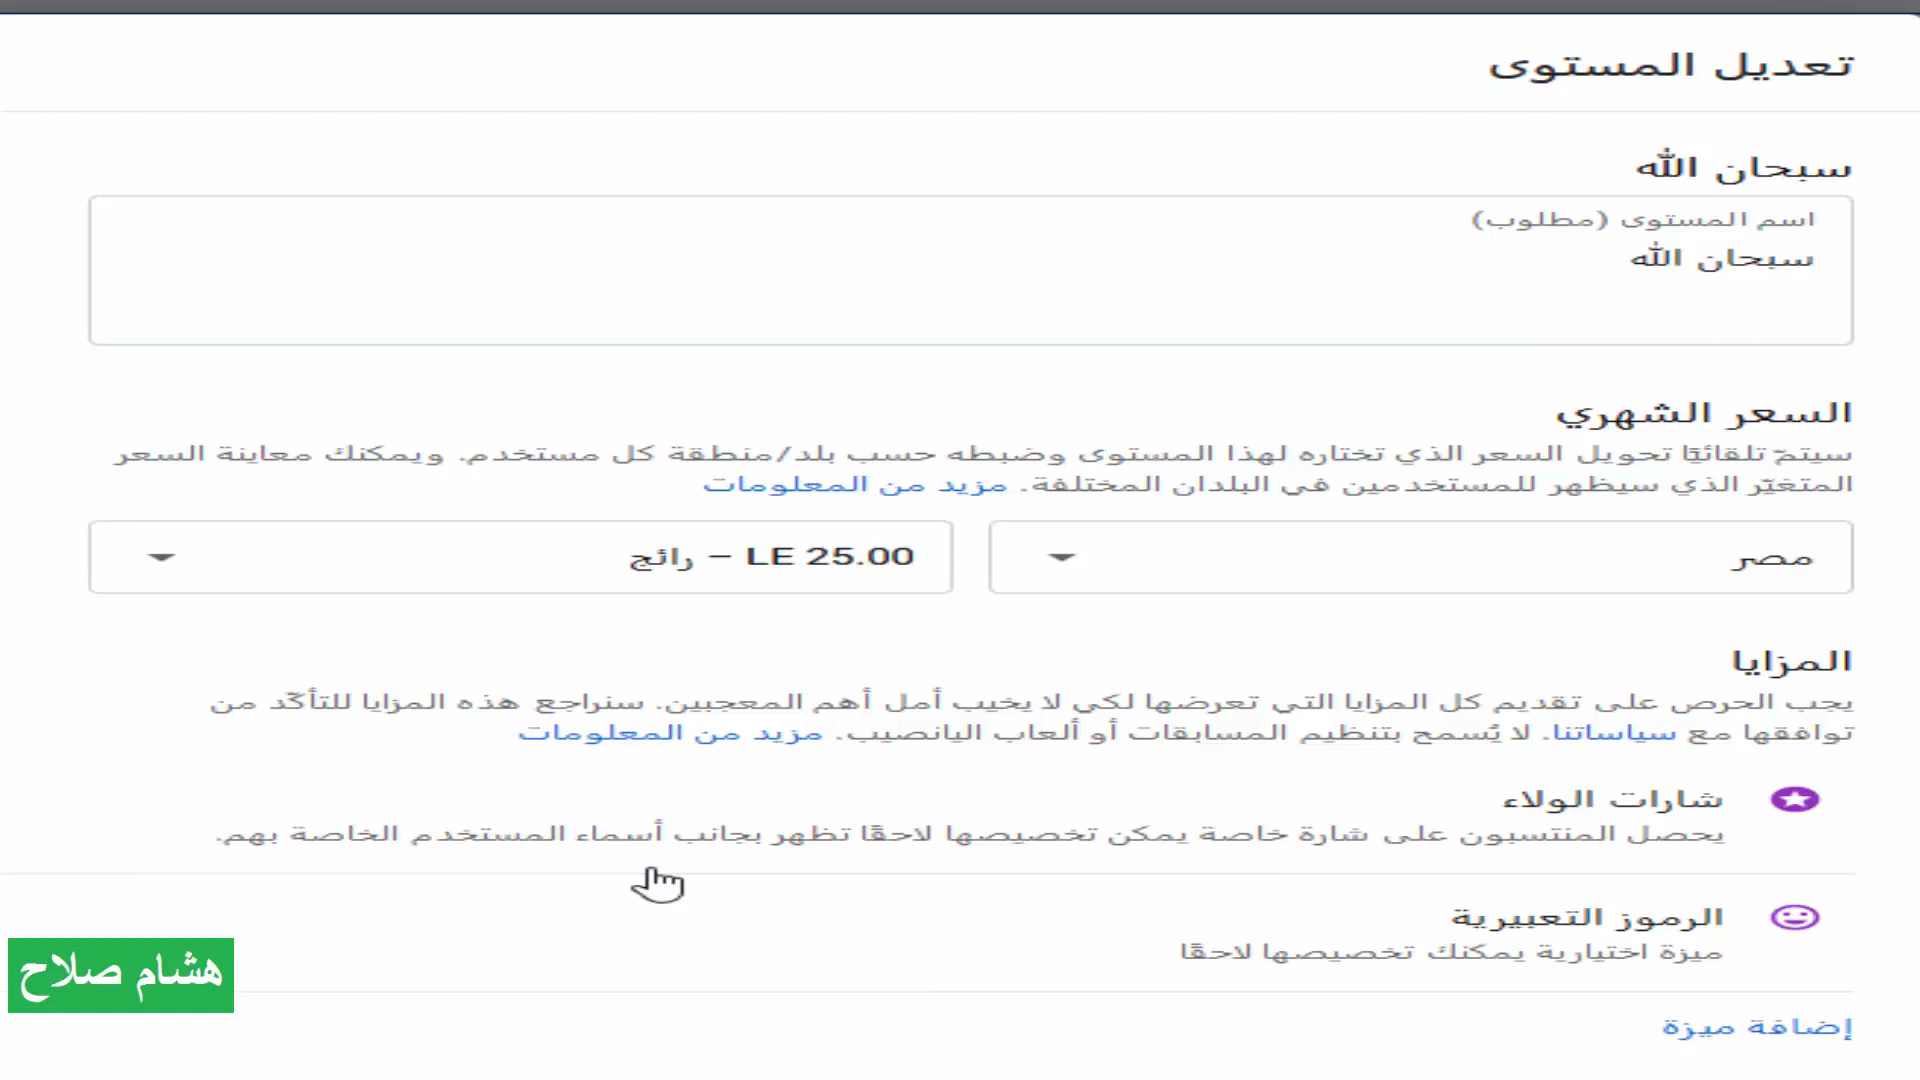 تعديل المستوى
سبحان الله
اسم المستوى (مطلوب)
سبحان الله
السعر الشهري
سيتمّ تلقائيًا تحويل السعر الذي تختاره لهذا المستوى وضبطه حسب بلد/منطقة كل مستخدم. ويمكنك معاينة السعر
المتغيّر الذي سيظهر للمستخدمين في البلدان المختلفة. مزيد من المعلومات
مصر
LE 25.00 – رائج
المزايا
يجب الحرص على تقديم كل المزايا التي تعرضها لكي لا يخيب أمل أهم المعجبين. سنراجع هذه المزايا للتأكّد من
توافقها مع سياساتنا. لا يُسمح بتنظيم المسابقات أو ألعاب اليانصيب. مزيد من المعلومات
شارات الولاء
يحصل المنتسبون على شارة خاصة يمكن تخصيصها لاحقًا تظهر بجانب أسماء المستخدم الخاصة بهم.
الرموز التعبيرية
ميزة اختيارية يمكنك تخصيصها لاحقًا
هشام صلاح
إضافة ميزة